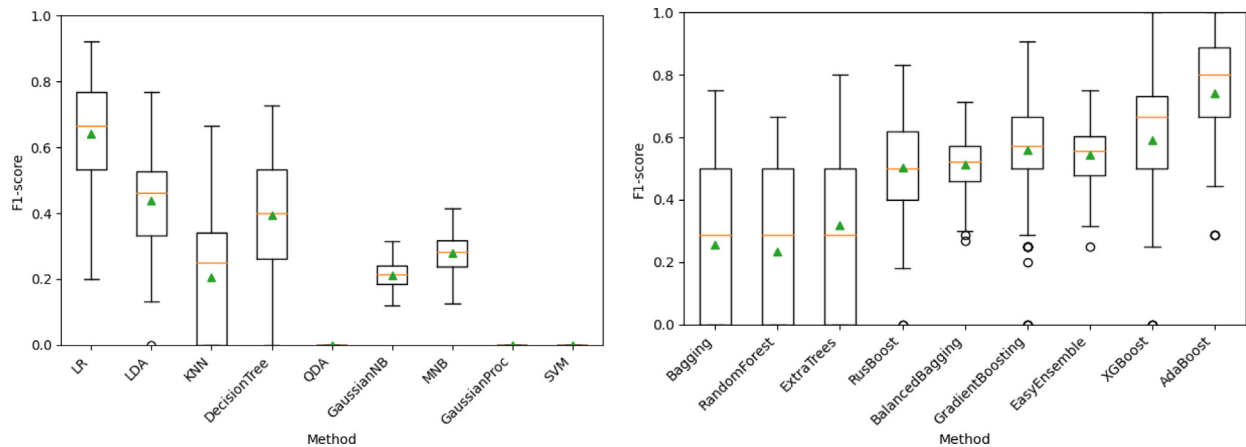 1.0
0.8
0.6
0.4
0.2
0.0
F1-score
LR
LDA
KNN
DecisionTree
QDA
GaussianNB
MNB
GaussianProc
SVM
Method
1.0
0.8
0.6
0.4
0.2
0.0
F1-score
Bagging
RandomForest
ExtraTrees
RusBoost
BalancedBagging
GradientBoosting
EasyEnsemble
XGBoost
AdaBoost
Method